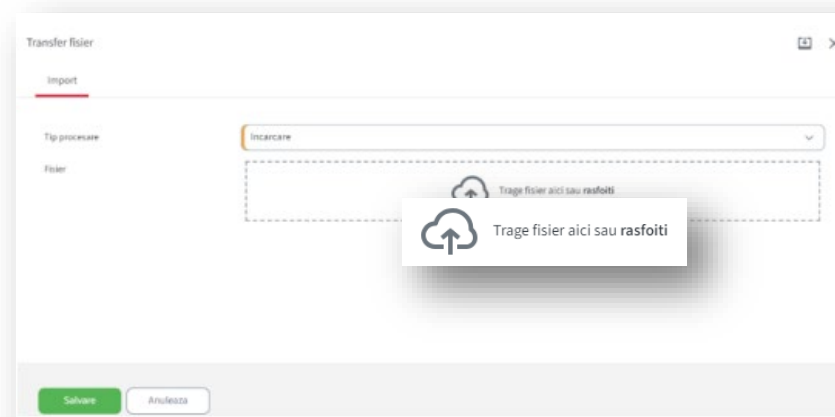 Transfer fisier
Import
Tip procesare
Incarcare
Fisier
Trage fisier aici sau rasfoiti
Trage fisier aici sau rasfoiti
Salvare
Anuleaza